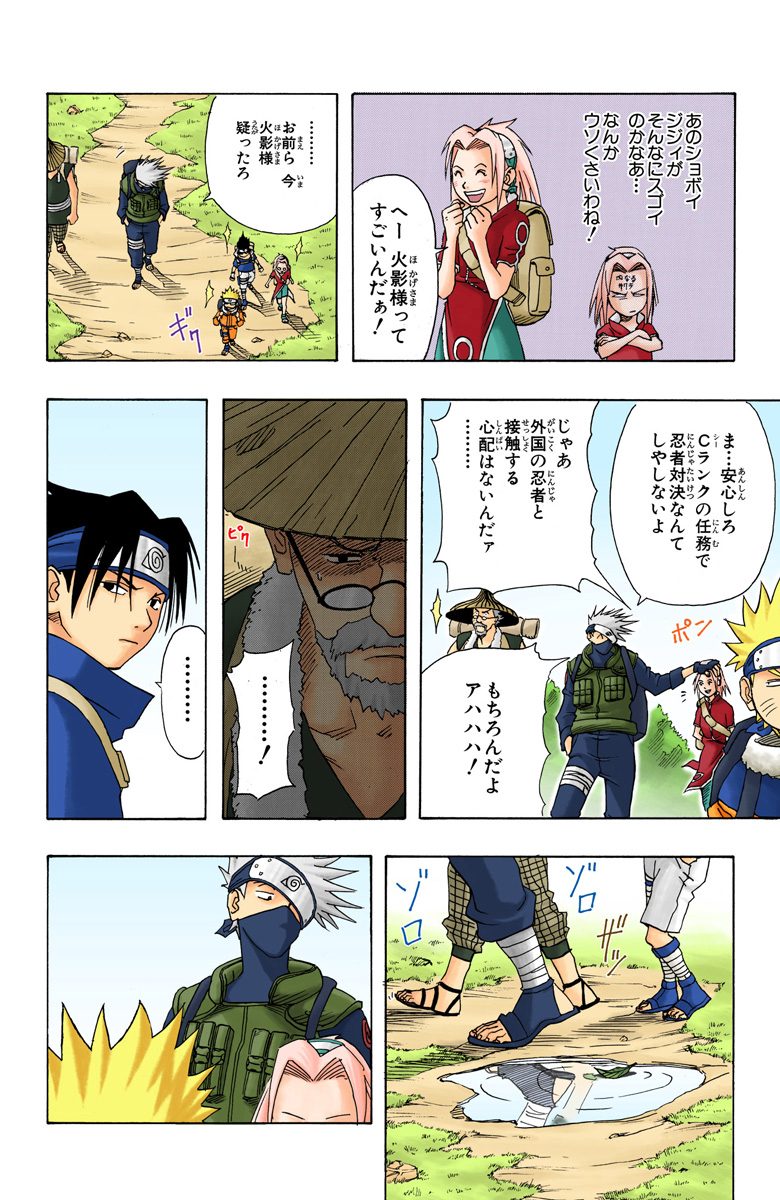 あのショボイ
ジジィが
そんなにスゴイ
のかなあ…
なんか
ウソくさいわね!
内なる
サクラ
へー火影様って
すごいんだぁ!
………
お前ら 今
火影様
疑ったろ
ギク
ま…安心しろ
Cランクの任務で
忍者対決なんて
しやしないよ
じゃあ
外国の忍者と
接触する
心配はないんだァ
………
ポン
もちろんだよ
アハハハ!
ピク
………!
………
ゾロ
ゾロ
ザッ